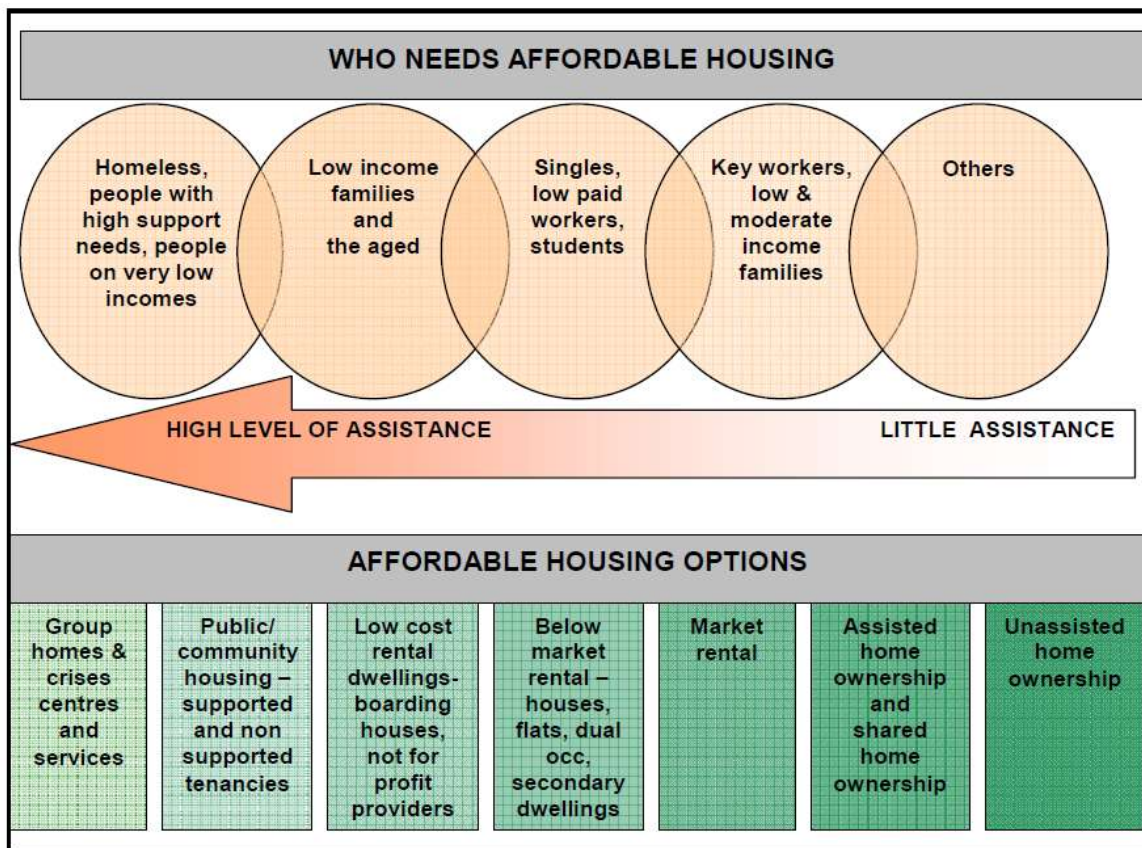 WHO NEEDS AFFORDABLE HOUSING
Homeless,
people with
high support
needs, people
on very low
incomes
Low income
families
and
the aged
Singles,
low paid
workers,
students
Key workers,
low &
moderate
income
families
Others
HIGH LEVEL OF ASSISTANCE
LITTLE ASSISTANCE
AFFORDABLE HOUSING OPTIONS
Group
homes &
crises
centres
and
services
Public/
community
housing –
supported
and non
supported
tenancies
Low cost
rental
dwellings-
boarding
houses,
not for
profit
providers
Below
market
rental –
houses,
flats, dual
occ,
secondary
dwellings
Market
rental
Assisted
home
ownership
and
shared
home
ownership
Unassisted
home
ownership